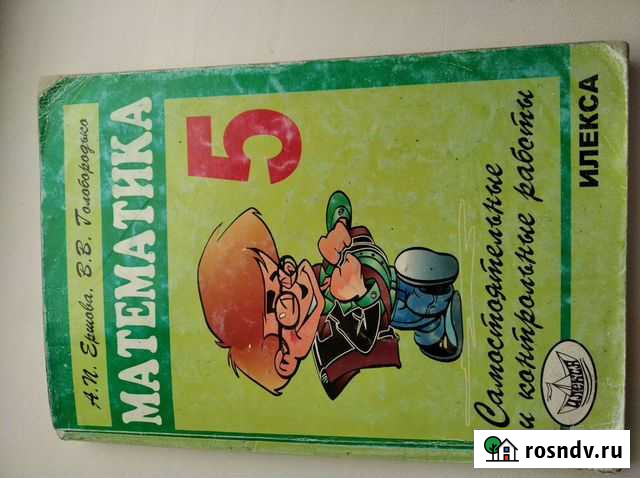 А.П. Ершова, В.В. Голобородько
МАТЕМАТИКА
5
Самостоятельные
и контрольные работы
ИЛЕКСА
rosndv.ru